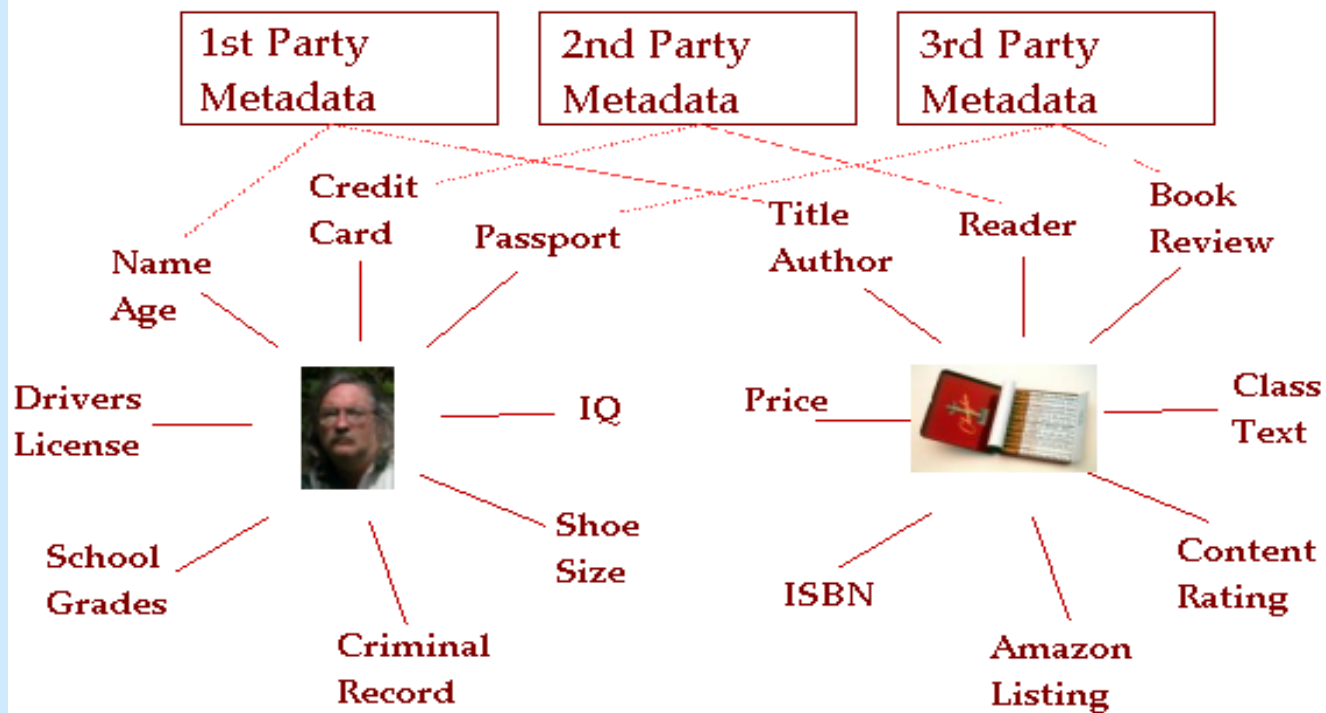 1st Party
Metadata
2nd Party
Metadata
3rd Party
Metadata
Name
Age
Credit
Card
Passport
Title
Author
Reader
Book
Review
Drivers
License
IQ
Price
Class
Text
School
Grades
Criminal
Record
Shoe
Size
ISBN
Amazon
Listing
Content
Rating